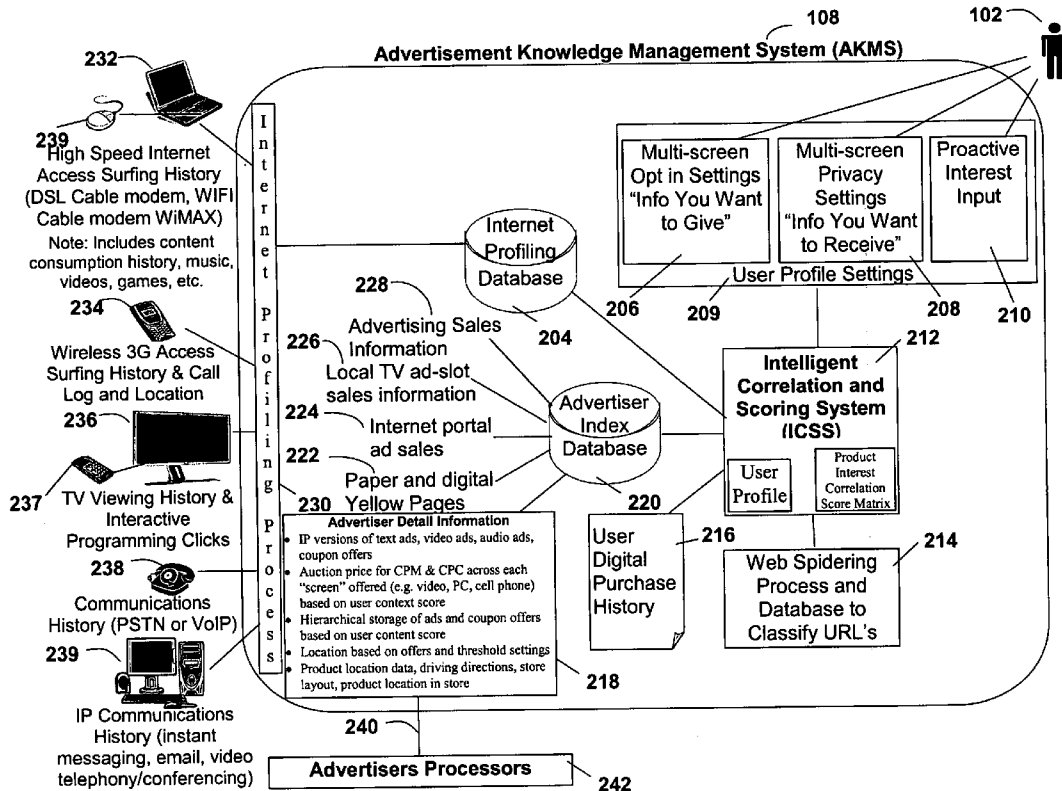 108
102
Advertisement Knowledge Management System (AKMS)
232
239
High Speed Internet
Access Surfing History
(DSL Cable modem, WIFI
Cable modem WiMAX)
Note: Includes content
consumption history, music,
videos, games, etc.
234
Wireless 3G Access
Surfing History & Call
Log and Location
236
237
TV Viewing History &
Interactive
Programming Clicks
238
Communications
History (PSTN or VoIP)
239
IP Communications
History (instant
messaging, email, video
telephony/conferencing)
Internet Profiling Process
230
Internet
Profiling
Database
204
Multi-screen
Opt in Settings
“Info You Want
to Give”
Multi-screen
Privacy
Settings
“Info You Want
to Receive”
Proactive
Interest
Input
User Profile Settings
206
209
208
210
228
Advertising Sales
Information
226
Local TV ad-slot
sales information
224
Internet portal
ad sales
222
Paper and digital
Yellow Pages
Advertiser
Index
Database
220
212
Intelligent
Correlation and
Scoring System
(ICSS)
User
Profile
Product
Interest
Correlation
Score Matrix
216
User
Digital
Purchase
History
214
Web Spidering
Process and
Database to
Classify URL's
Advertiser Detail Information
• IP versions of text ads, video ads, audio ads,
coupon offers
• Auction price for CPM & CPC across each
“screen” offered (e.g. video, PC, cell phone)
based on user context score
• Hierarchical storage of ads and coupon offers
based on user content score
• Location based on offers and threshold settings
• Product location data, driving directions, store
layout, product location in store
218
240
Advertisers Processors
242